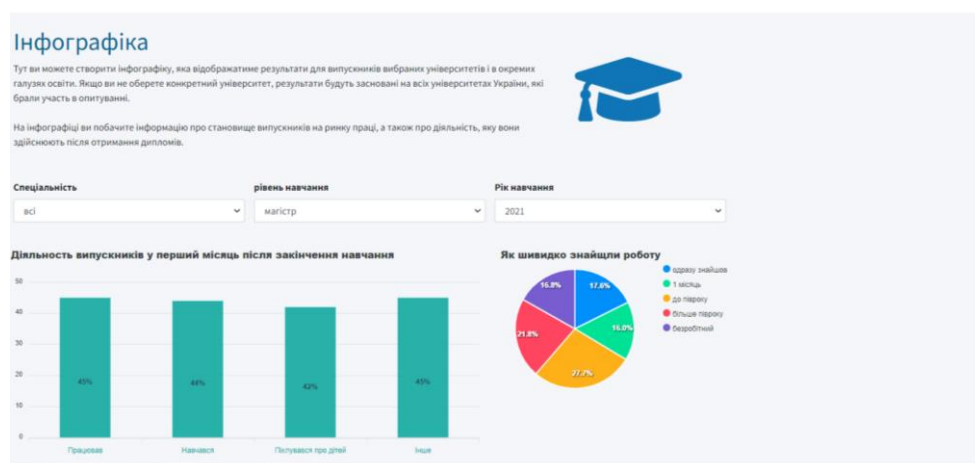 Інфографіка
Тут ви можете створити інфографіку, яка відображатиме результати для випускників вибраних університетів і в окремих
галузях освіти. Якщо ви не оберете конкретний університет, результати будуть засновані на всіх університетах України, які
брали участь в опитуванні.
На інфографіці ви побачите інформацію про становище випускників на ринку праці, а також про діяльність, яку вони
здійснюють після отримання дипломів.
Спеціальність рівень навчання Рік навчання
всі магістр 2021
Діяльность випускників у перший місяць після закінчення навчання
50
40
30
20
10
0
45% 44% 42% 45%
Працював Навчався Піклувався про дітей Інше
Як шивидко знайщли роботу
16.8% 17.6%
21.8% 16.0%
27.7%
одразу знайшов
1 місяць
до півроку
більше півроку
безробітний